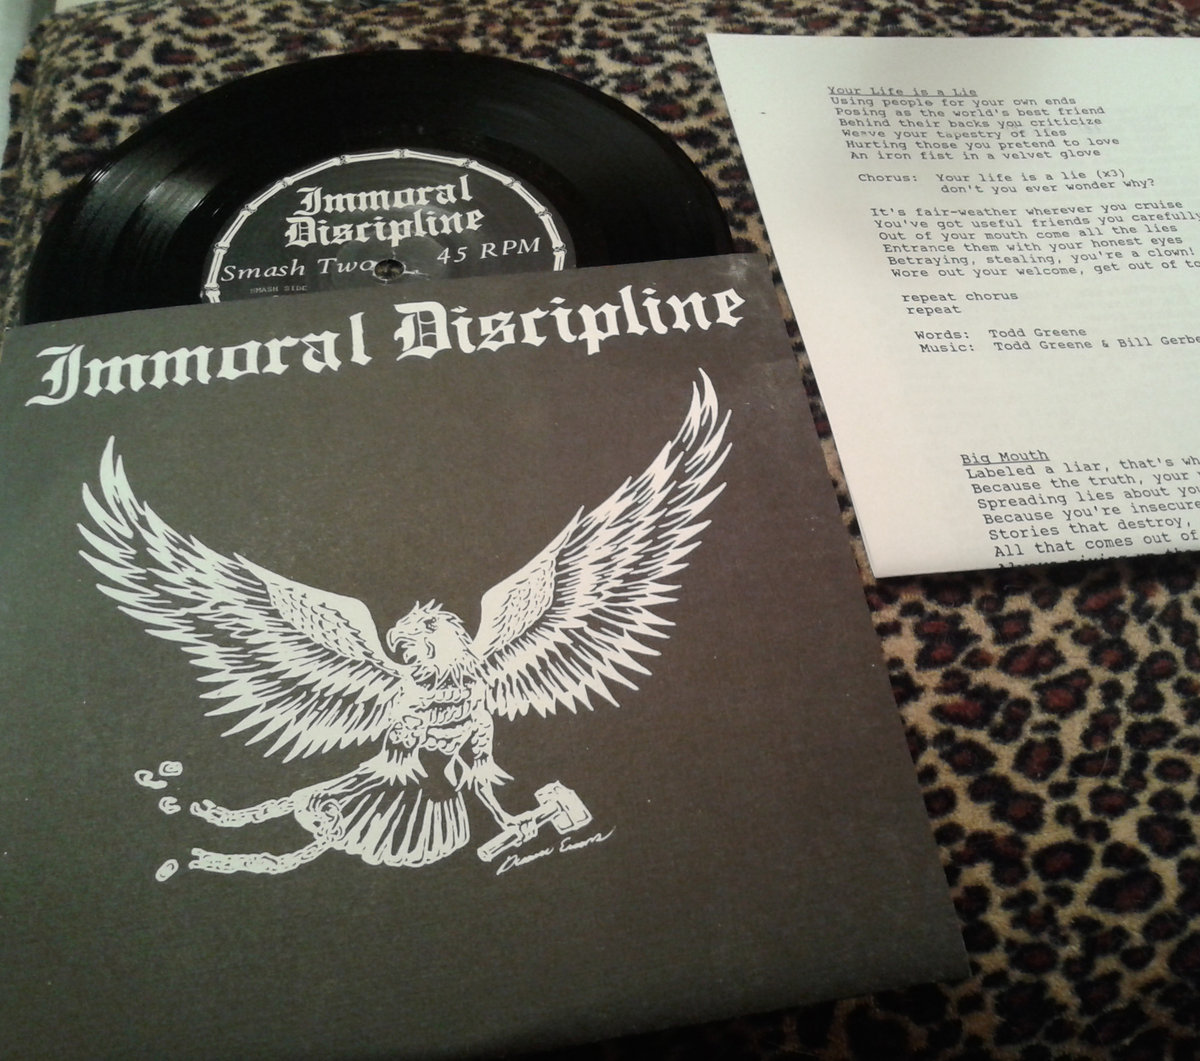 Immoral
Discipline
Smash Two
45 RPM
SMASH SIDE
Immoral Discipline
Your Life is a Lie
Using people for your own ends
Posing as the world's best friend
Behind their backs you criticize
Weave your tapestry of lies
Hurting those you pretend to love
An iron fist in a velvet glove
Chorus: Your life is a lie (x3)
don't you ever wonder why?
It's fair-weather wherever you cruise
You've got useful friends you carefully
Out of your mouth come all the lies
Entrance them with your honest eyes
Betraying, stealing, you're a clown!
Wore out your welcome, get out of to
repeat chorus
repeat
Words: Todd Greene
Music: Todd Greene & Bill Gerbe
Big Mouth
Labeled a liar, that's wh
Because the truth, your
Spreading lies about yo
Because you're insecure
Stories that destroy,
All that comes out of
Evans